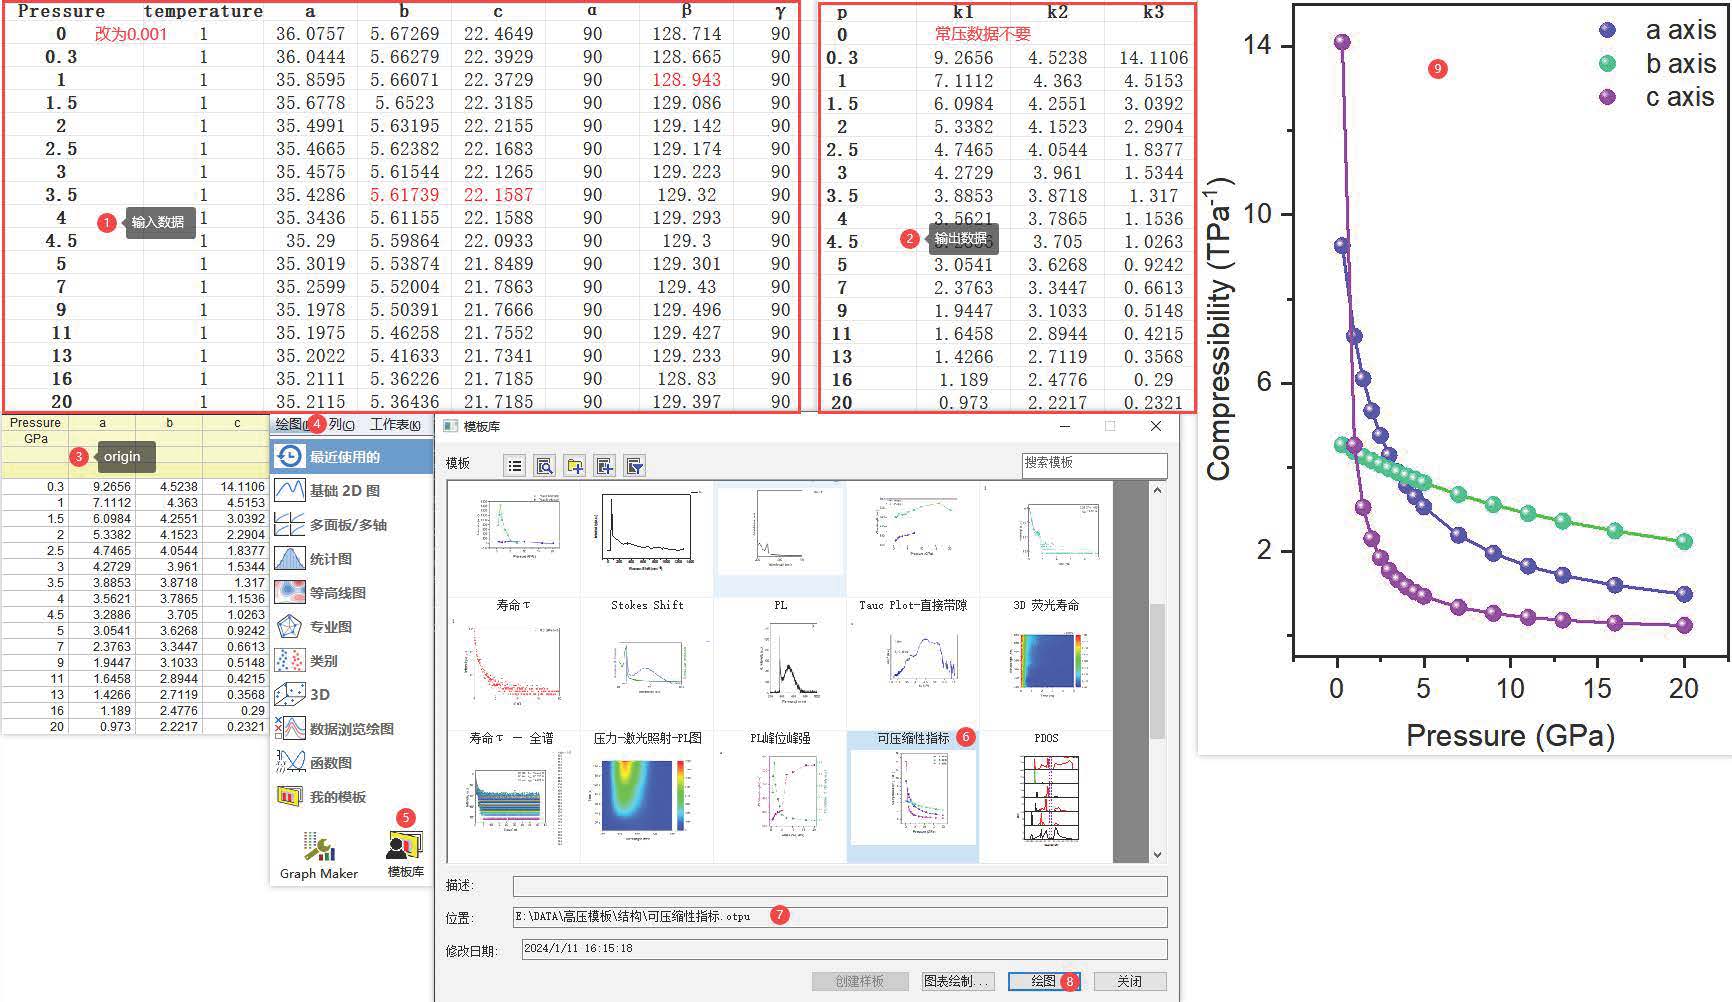 Pressure temperature a b c α β γ
0 改为0.001 1 36.0757 5.67269 22.4649 90 128.714 90
0.3 1 36.0444 5.66279 22.3929 90 128.665 90
1 1 35.8595 5.66071 22.3729 90 128.943 90
1.5 1 35.6778 5.6523 22.3185 90 129.086 90
2 1 35.4991 5.63195 22.2155 90 129.142 90
2.5 1 35.4665 5.62382 22.1683 90 129.174 90
3 1 35.4575 5.61544 22.1265 90 129.223 90
3.5 1 35.4286 5.61739 22.1587 90 129.32 90
4 1 35.3436 5.61155 22.1588 90 129.293 90
1 输入数据
4.5 1 35.29 5.59864 22.0933 90 129.3 90
5 1 35.3019 5.53874 21.8489 90 129.301 90
7 1 35.2599 5.52004 21.7863 90 129.43 90
9 1 35.1978 5.50391 21.7666 90 129.496 90
11 1 35.1975 5.46258 21.7552 90 129.427 90
13 1 35.2022 5.41633 21.7341 90 129.233 90
16 1 35.2111 5.36226 21.7185 90 128.83 90
20 1 35.2115 5.36436 21.7185 90 129.397 90
p k1 k2 k3
0 常压数据不要
0.3 9.2656 4.5238 14.1106
1 7.1112 4.363 4.5153
1.5 6.0984 4.2551 3.0392
2 5.3382 4.1523 2.2904
2.5 4.7465 4.0544 1.8377
3 4.2729 3.961 1.5344
3.5 3.8853 3.8718 1.317
4 3.5621 3.7865 1.1536
2 输出数据
4.5 3.705 1.0263
5 3.0541 3.6268 0.9242
7 2.3763 3.3447 0.6613
9 1.9447 3.1033 0.5148
11 1.6458 2.8944 0.4215
13 1.4266 2.7119 0.3568
16 1.189 2.4776 0.29
20 0.973 2.2217 0.2321
a axis
b axis
c axis
9
14
10
6
2
Compressibility (TPa-1)
0 5 10 15 20
Pressure (GPa)
Pressure a b c
GPa
3 origin
0.3 9.2656 4.5238 14.1106
1 7.1112 4.363 4.5153
1.5 6.0984 4.2551 3.0392
2 5.3382 4.1523 2.2904
2.5 4.7465 4.0544 1.8377
3 4.2729 3.961 1.5344
3.5 3.8853 3.8718 1.317
4 3.5621 3.7865 1.1536
4.5 3.2886 3.705 1.0263
5 3.0541 3.6268 0.9242
7 2.3763 3.3447 0.6613
9 1.9447 3.1033 0.5148
11 1.6458 2.8944 0.4215
13 1.4266 2.7119 0.3568
16 1.189 2.4776 0.29
20 0.973 2.2217 0.2321
绘图 4 列(C) 工作表(K)
最近使用的
基础 2D 图
多面板/多轴
统计图
等高线图
专业图
类别
3D
数据浏览绘图
函数图
我的模板
5
Graph Maker 模板库
模板库
模板
搜索模板
寿命τ Stokes Shift PL Tauc Plot-直接带隙 3D 荧光寿命
寿命τ — 全谱 压力-激光照射-PL图 PL峰位峰强 可压缩性指标 6 PDOS
描述:
位置: E:\DATA\高压模板\结构\可压缩性指标.otpu 7
修改日期: 2024/1/11 16:15:18
创建样板 图表绘制... 绘图 8 关闭